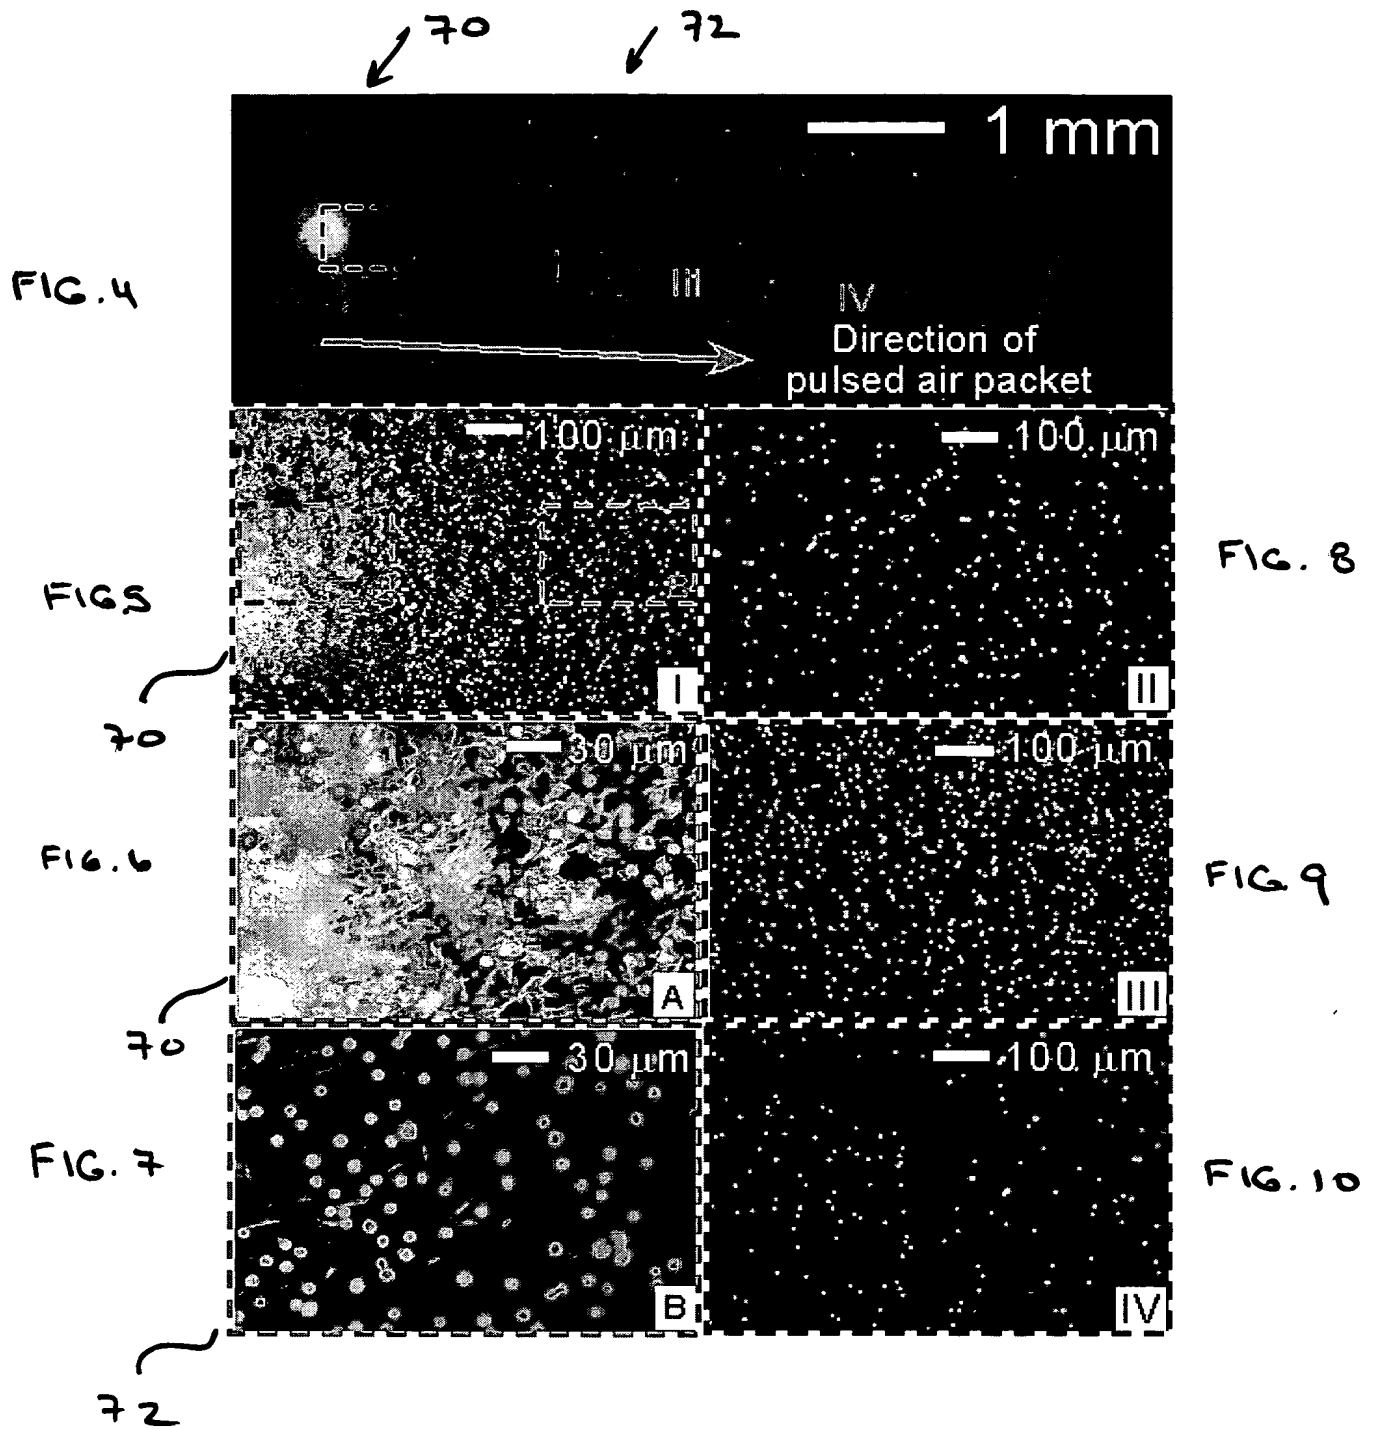 70
72
1 mm
FIG. 4
III
IV
Direction of
pulsed air packet
100 µm
100 µm
FIG. 8
FIG 5
B
I
II
70
30 µm
100 µm
FIG. 6
FIG. 9
A
III
70
30 µm
100 µm
FIG. 7
FIG. 10
B
IV
72